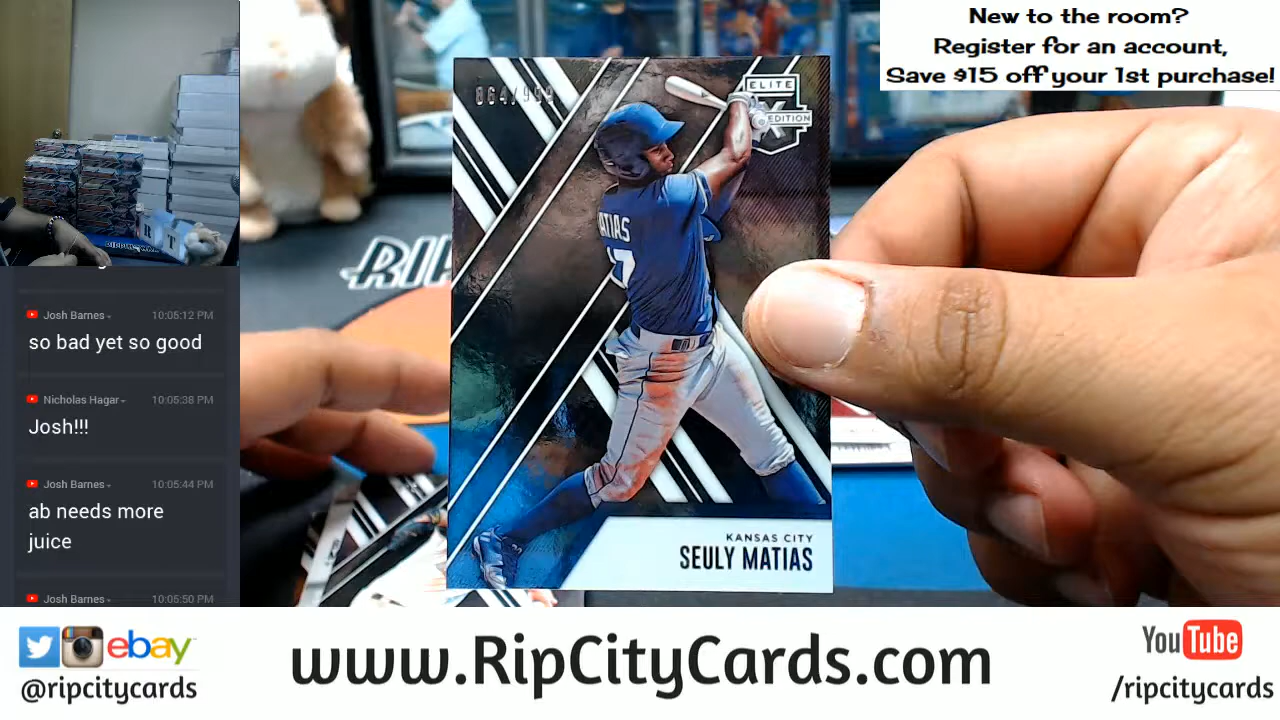 New to the room?
Register for an account,
Save $15 off your 1st purchase!
ELITE
X
EDITION
MATIAS
17
KANSAS CITY
SEULY MATIAS
RIP
R T
Josh Barnes
10:05:12 PM
so bad yet so good
Nicholas Hagar
10:05:38 PM
Josh!!!
Josh Barnes
10:05:44 PM
ab needs more
juice
Josh Barnes
10:05:50 PM
ebay
@ripcitycards
www.RipCityCards.com
YouTube
/ripcitycards